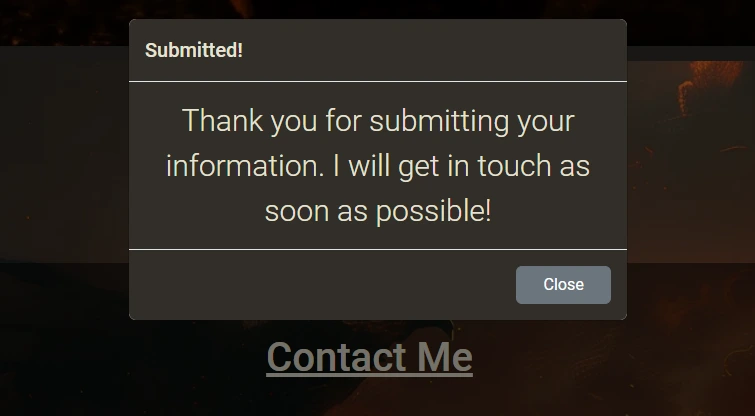 Submitted!
Thank you for submitting your
information. I will get in touch as
soon as possible!
Close
Contact Me